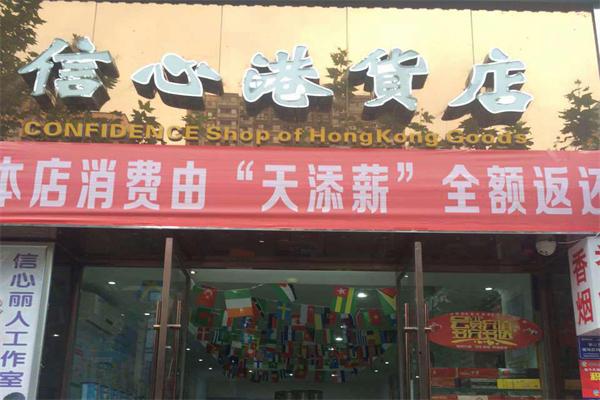 信心港貨店
CONFIDENCE Shop of HongKong Goods
本店消费由“天添薪”全额返还
信心丽人工作室
香烟